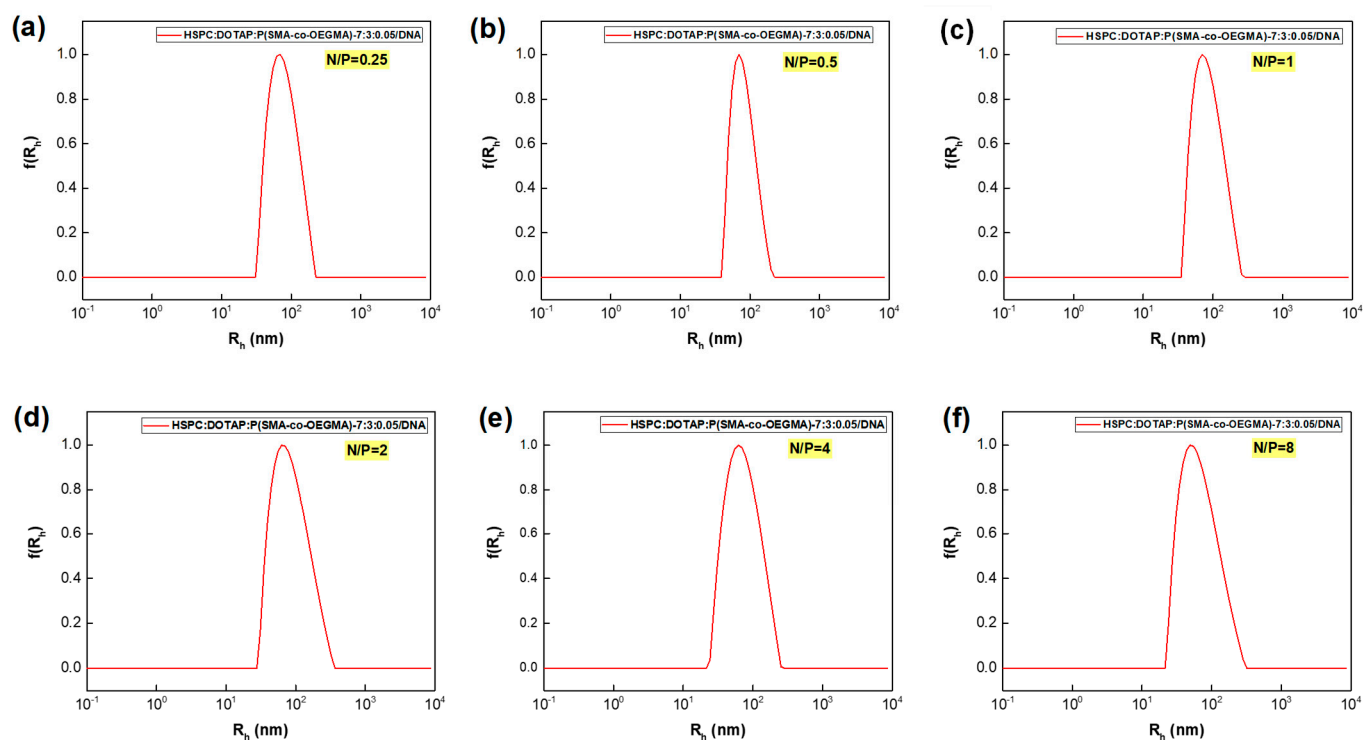 (a)
HSPC:DOTAP:P(SMA-co-OEGMA)-7:3:0.05/DNA
N/P=0.25
1.0
0.8
0.6
0.4
0.2
0.0
f(Rₕ)
10⁻¹ 10⁰ 10¹ 10² 10³ 10⁴
Rₕ (nm)
(b)
HSPC:DOTAP:P(SMA-co-OEGMA)-7:3:0.05/DNA
N/P=0.5
1.0
0.8
0.6
0.4
0.2
0.0
f(Rₕ)
10⁻¹ 10⁰ 10¹ 10² 10³ 10⁴
Rₕ (nm)
(c)
HSPC:DOTAP:P(SMA-co-OEGMA)-7:3:0.05/DNA
N/P=1
1.0
0.8
0.6
0.4
0.2
0.0
f(Rₕ)
10⁻¹ 10⁰ 10¹ 10² 10³ 10⁴
Rₕ (nm)
(d)
HSPC:DOTAP:P(SMA-co-OEGMA)-7:3:0.05/DNA
N/P=2
1.0
0.8
0.6
0.4
0.2
0.0
f(Rₕ)
10⁻¹ 10⁰ 10¹ 10² 10³ 10⁴
Rₕ (nm)
(e)
HSPC:DOTAP:P(SMA-co-OEGMA)-7:3:0.05/DNA
N/P=4
1.0
0.8
0.6
0.4
0.2
0.0
f(Rₕ)
10⁻¹ 10⁰ 10¹ 10² 10³ 10⁴
Rₕ (nm)
(f)
HSPC:DOTAP:P(SMA-co-OEGMA)-7:3:0.05/DNA
N/P=8
1.0
0.8
0.6
0.4
0.2
0.0
f(Rₕ)
10⁻¹ 10⁰ 10¹ 10² 10³ 10⁴
Rₕ (nm)